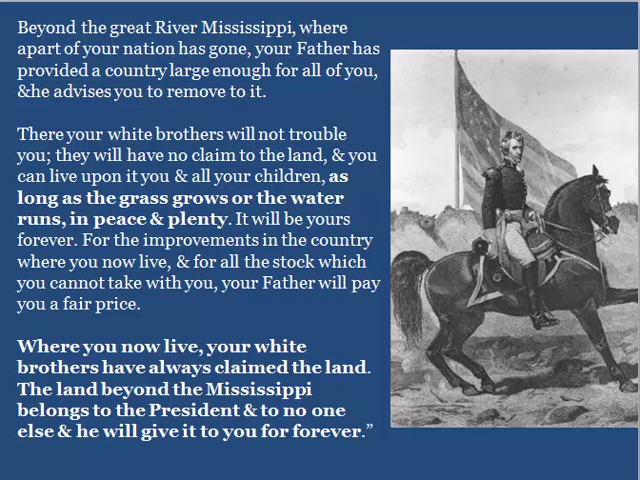 Beyond the great River Mississippi, where
apart of your nation has gone, your Father has
provided a country large enough for all of you,
&he advises you to remove to it.
There your white brothers will not trouble
you; they will have no claim to the land, & you
can live upon it you & all your children, as
long as the grass grows or the water
runs, in peace & plenty. It will be yours
forever. For the improvements in the country
where you now live, & for all the stock which
you cannot take with you, your Father will pay
you a fair price.
Where you now live, your white
brothers have always claimed the land.
The land beyond the Mississippi
belongs to the President & to no one
else & he will give it to you for forever.”